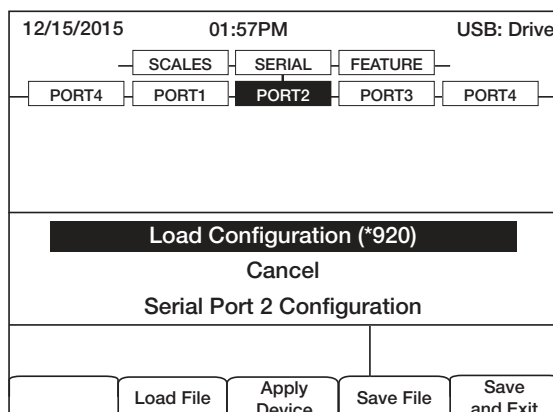 12/15/2015 01:57PM USB: Drive
SCALES SERIAL FEATURE
PORT4 PORT1 PORT2 PORT3 PORT4
Load Configuration (*920)
Cancel
Serial Port 2 Configuration
Load File Apply Device Save File Save and Exit